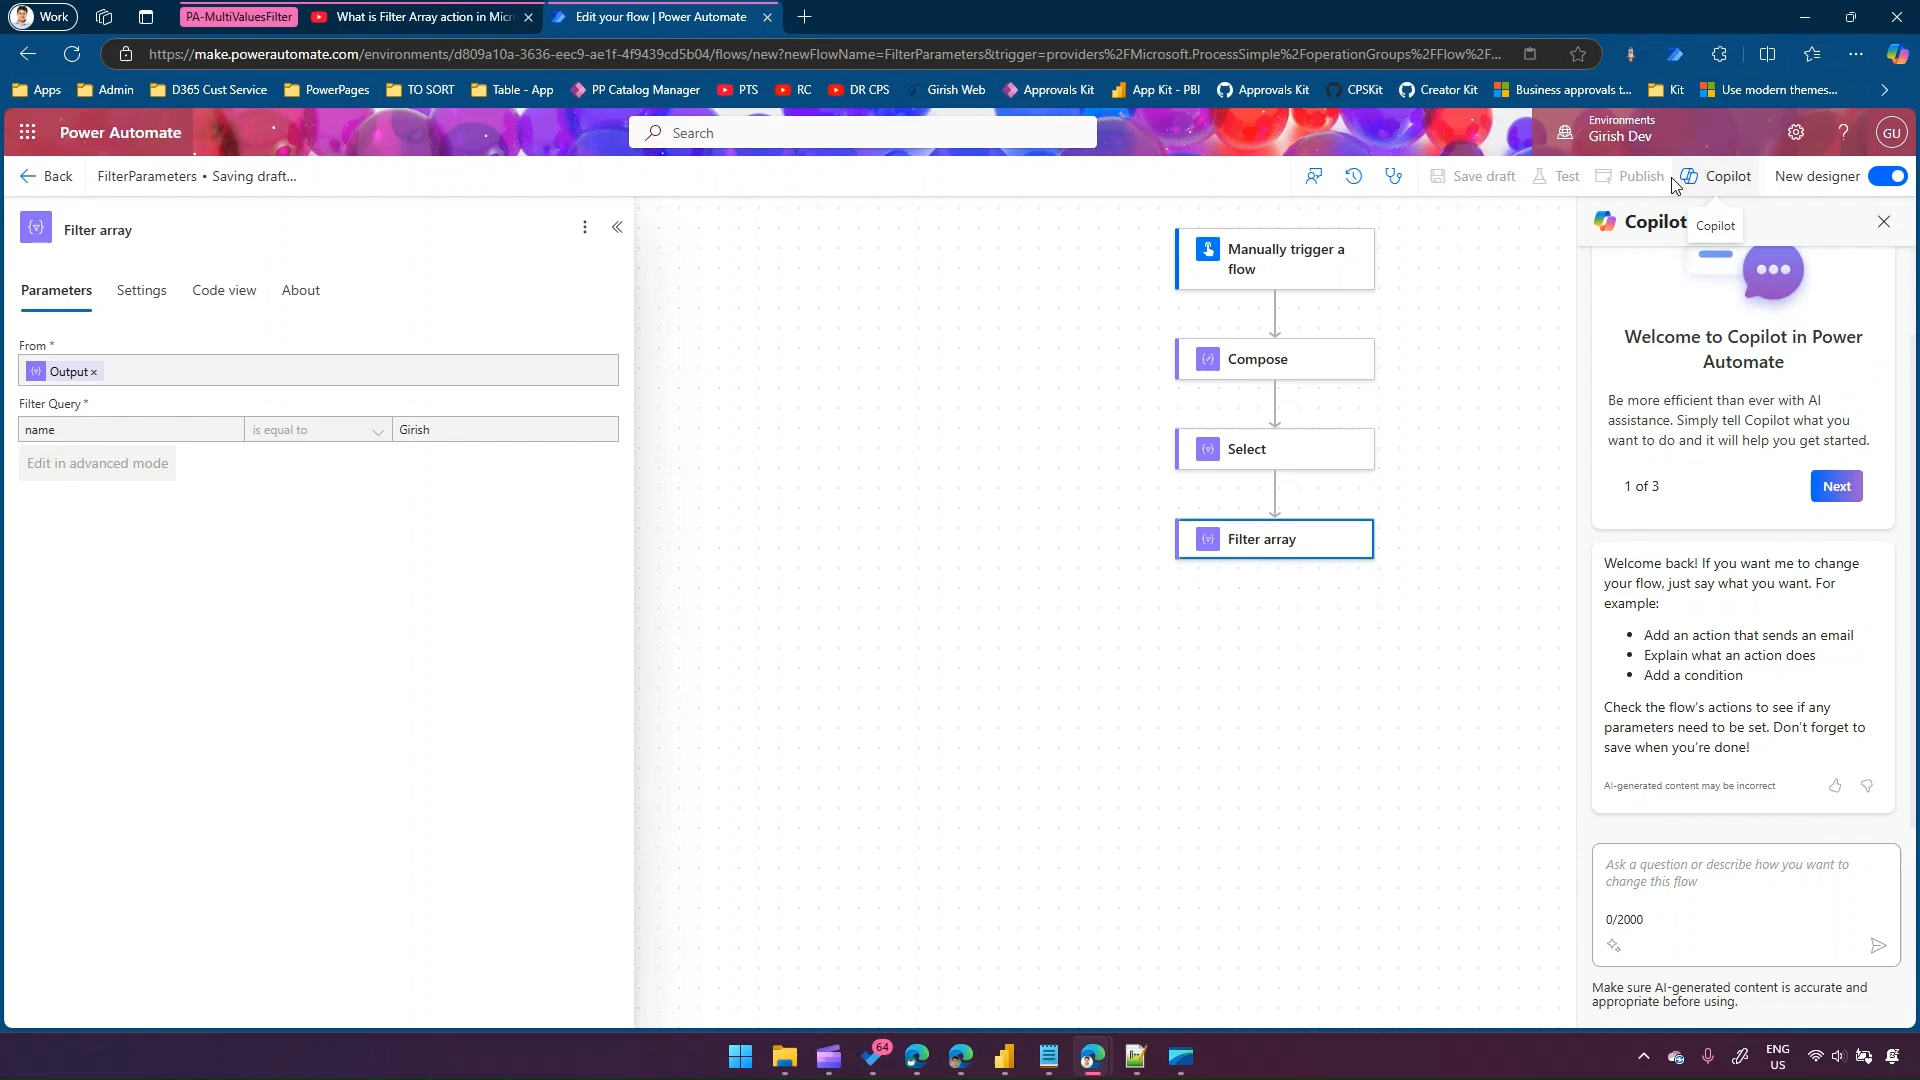 Work
PA-MultiValuesFilter
What is Filter Array action in Micr
Edit your flow | Power Automate
https://make.powerautomate.com/environments/d809a10a-3636-eec9-ae1f-4f9439cd5b04/flows/new?newFlowName=FilterParameters&trigger=providers%2FMicrosoft.ProcessSimple%2FoperationGroups%2FFlow%2F...
Apps
Admin
D365 Cust Service
PowerPages
TO SORT
Table - App
PP Catalog Manager
PTS
RC
DR CPS
Girish Web
Approvals Kit
App Kit - PBI
Approvals Kit
CPSKit
Creator Kit
Business approvals t...
Kit
Use modern themes...
Power Automate
Search
Environments
Girish Dev
GU
Back
FilterParameters • Saving draft...
Save draft
Test
Publish
Copilot
New designer
Filter array
Parameters
Settings
Code view
About
From *
Output ×
Filter Query *
name
is equal to
Girish
Edit in advanced mode
Manually trigger a
flow
Compose
Select
Filter array
Copilot
Copilot
Welcome to Copilot in Power
Automate
Be more efficient than ever with AI
assistance. Simply tell Copilot what you
want to do and it will help you get started.
1 of 3
Next
Welcome back! If you want me to change
your flow, just say what you want. For
example:
• Add an action that sends an email
• Explain what an action does
• Add a condition
Check the flow's actions to see if any
parameters need to be set. Don't forget to
save when you're done!
AI-generated content may be incorrect
Ask a question or describe how you want to
change this flow
0/2000
Make sure AI-generated content is accurate and
appropriate before using.
64
ENG
US